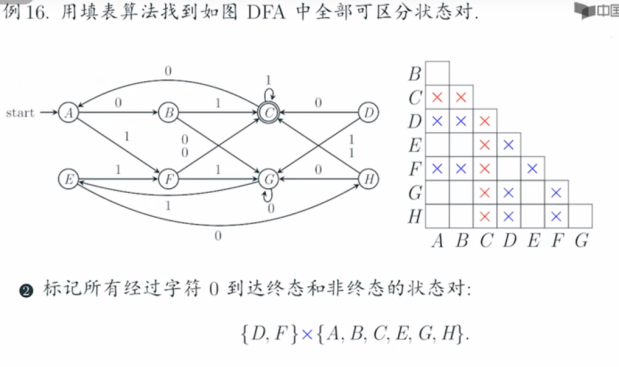 例 16. 用填表算法找到如图 DFA 中全部可区分状态对.
中国
0
1
start A 0 B 1 C 0 D
1 0 1
0 1
E 1 F 1 G 0 H
1 0
0
B
C × ×
D × × ×
E × ×
F × × × ×
G × × ×
H × × ×
A B C D E F G
❷ 标记所有经过字符 0 到达终态和非终态的状态对:
{D, F}×{A, B, C, E, G, H}.